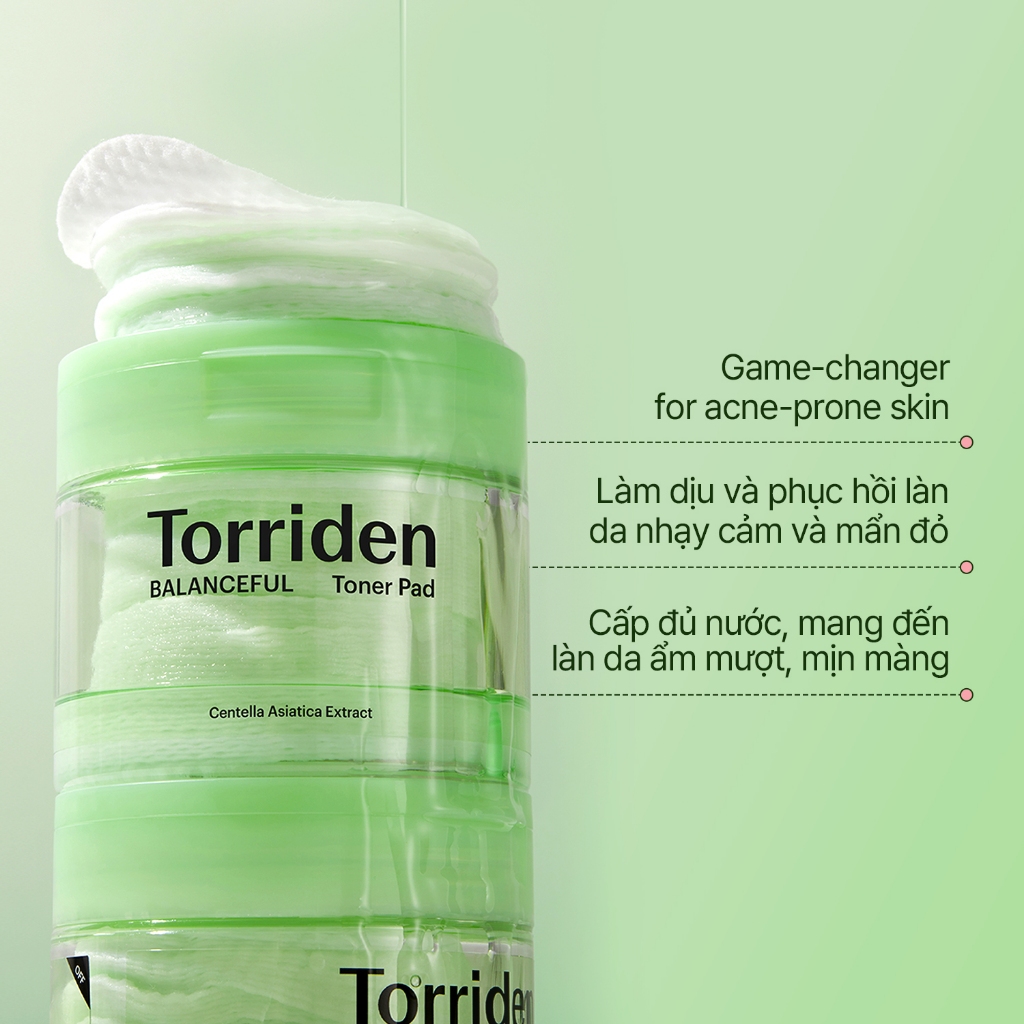 Game-changer
for acne-prone skin
Làm dịu và phục hồi làn
da nhạy cảm và mẩn đỏ
Cấp đủ nước, mang đến
làn da ẩm mượt, mịn màng
Torriden
BALANCEFUL Toner Pad
Centella Asiatica Extract
OFF
Torriden